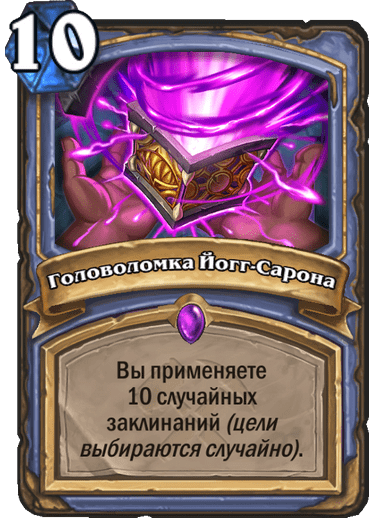 10
Головоломка Йогг-Сарона
Вы применяете
10 случайных
заклинаний (цели
выбираются случайно).